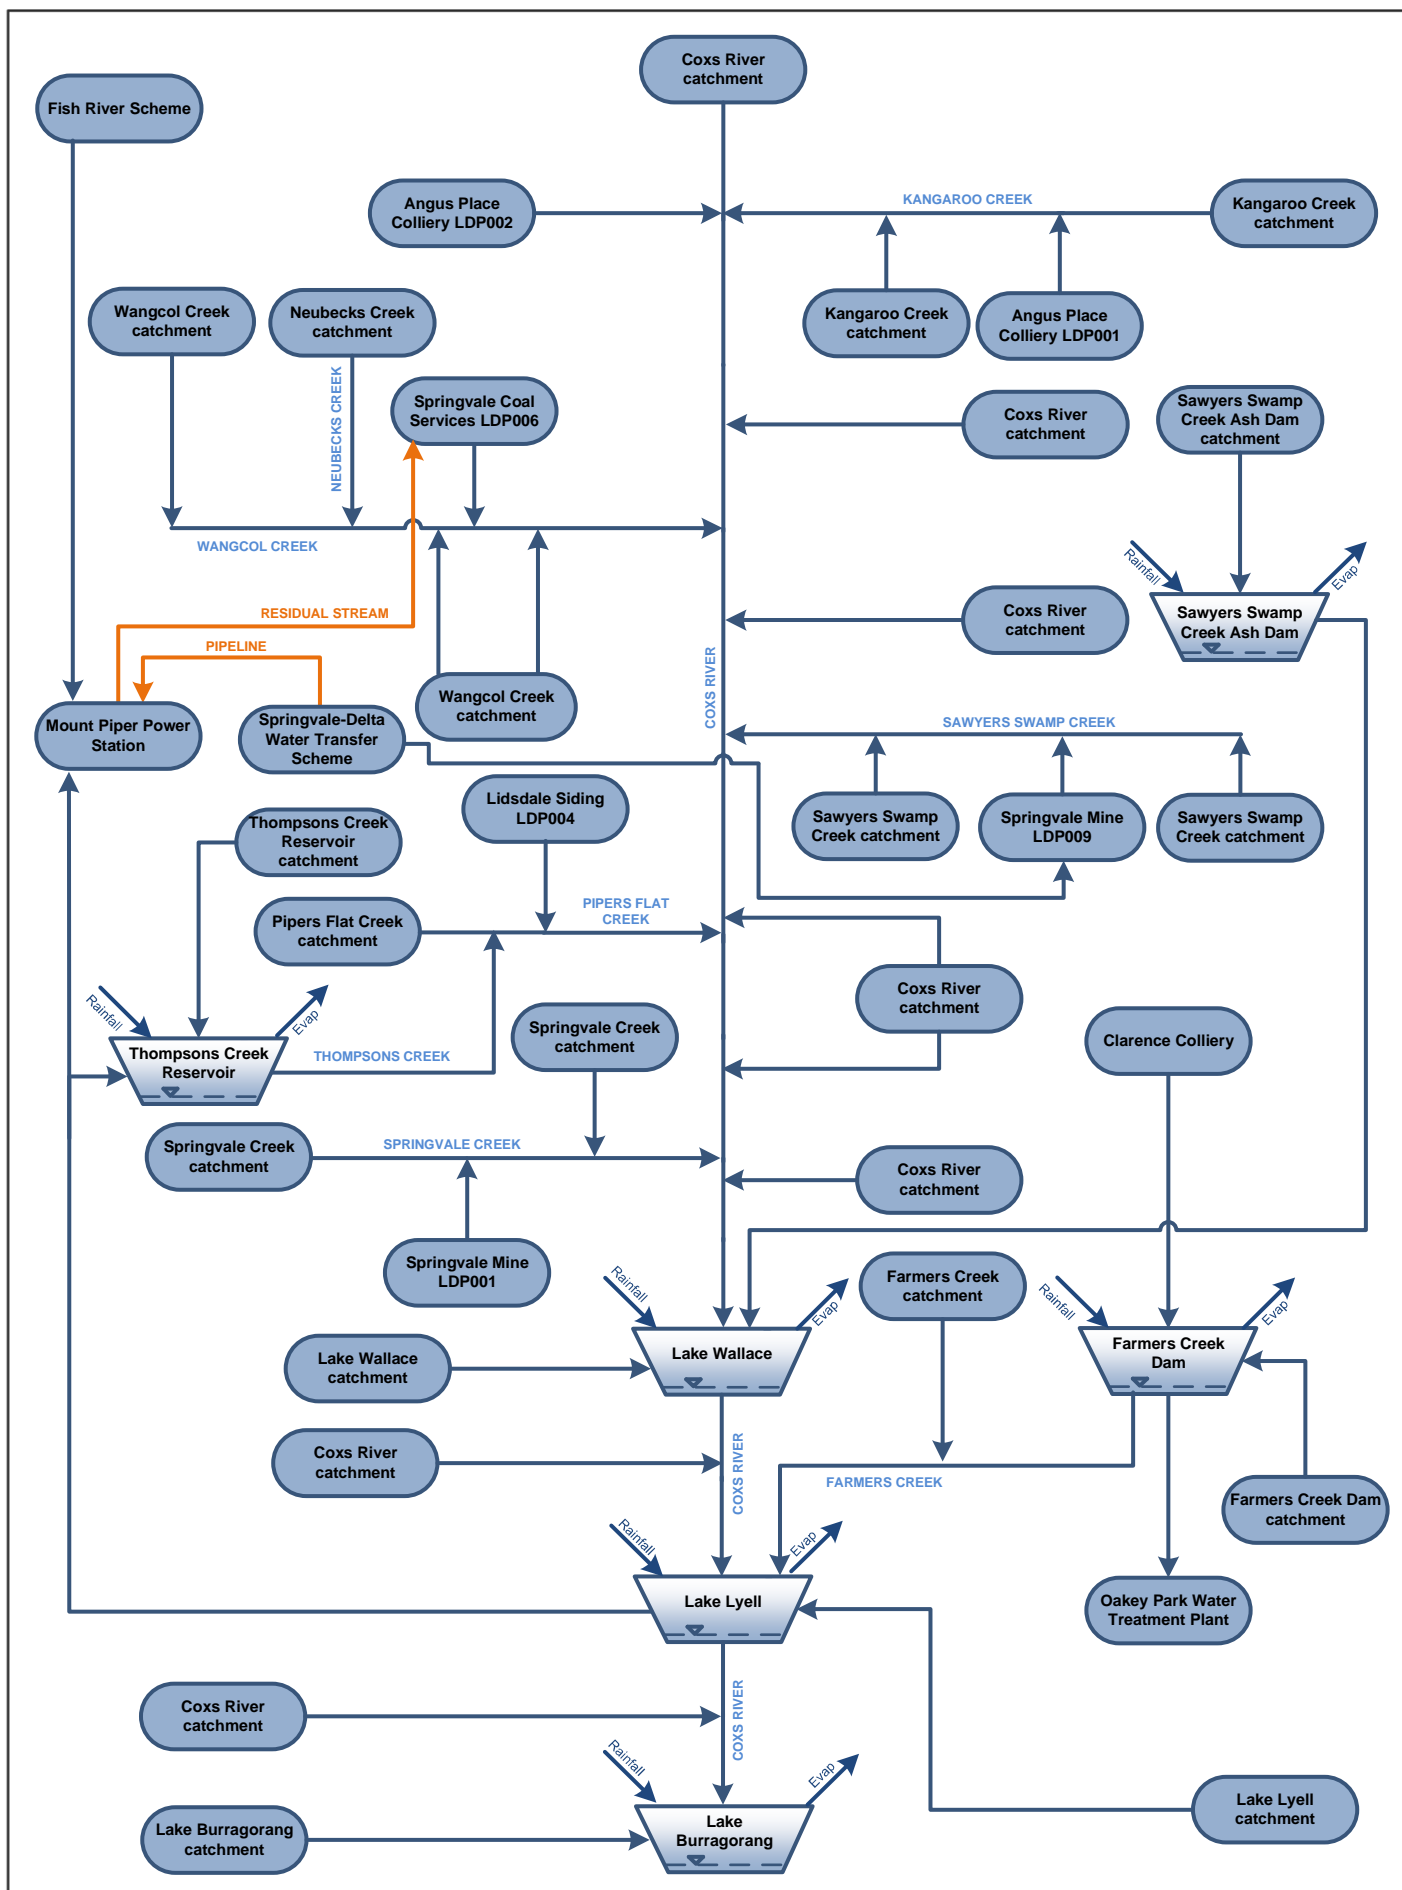 Coxs River
catchment
Fish River Scheme
Angus Place
Colliery LDP002
KANGAROO CREEK
Kangaroo Creek
catchment
Wangcol Creek
catchment
Neubecks Creek
catchment
Kangaroo Creek
catchment
Angus Place
Colliery LDP001
NEUBECKS CREEK
Springvale Coal
Services LDP006
Coxs River
catchment
Sawyers Swamp
Creek Ash Dam
catchment
WANGCOL CREEK
Rainfall
Evap
RESIDUAL STREAM
PIPELINE
Coxs River
catchment
Sawyers Swamp
Creek Ash Dam
COXS RIVER
Mount Piper Power
Station
Springvale-Delta
Water Transfer
Scheme
Wangcol Creek
catchment
SAWYERS SWAMP CREEK
Lidsdale Siding
LDP004
Thompsons Creek
Reservoir
catchment
Sawyers Swamp
Creek catchment
Springvale Mine
LDP009
Sawyers Swamp
Creek catchment
PIPERS FLAT
CREEK
Pipers Flat Creek
catchment
Coxs River
catchment
Rainfall
Evap
Springvale Creek
catchment
Clarence Colliery
Thompsons Creek
Reservoir
THOMPSONS CREEK
Springvale Creek
catchment
SPRINGVALE CREEK
Coxs River
catchment
Springvale Mine
LDP001
Rainfall
Evap
Farmers Creek
catchment
Rainfall
Evap
Lake Wallace
catchment
Lake Wallace
Farmers Creek
Dam
Coxs River
catchment
COXS RIVER
FARMERS CREEK
Farmers Creek Dam
catchment
Rainfall
Evap
Lake Lyell
Oakey Park Water
Treatment Plant
Coxs River
catchment
COXS RIVER
Rainfall
Evap
Lake Lyell
catchment
Lake Burragorang
catchment
Lake
Burragorang